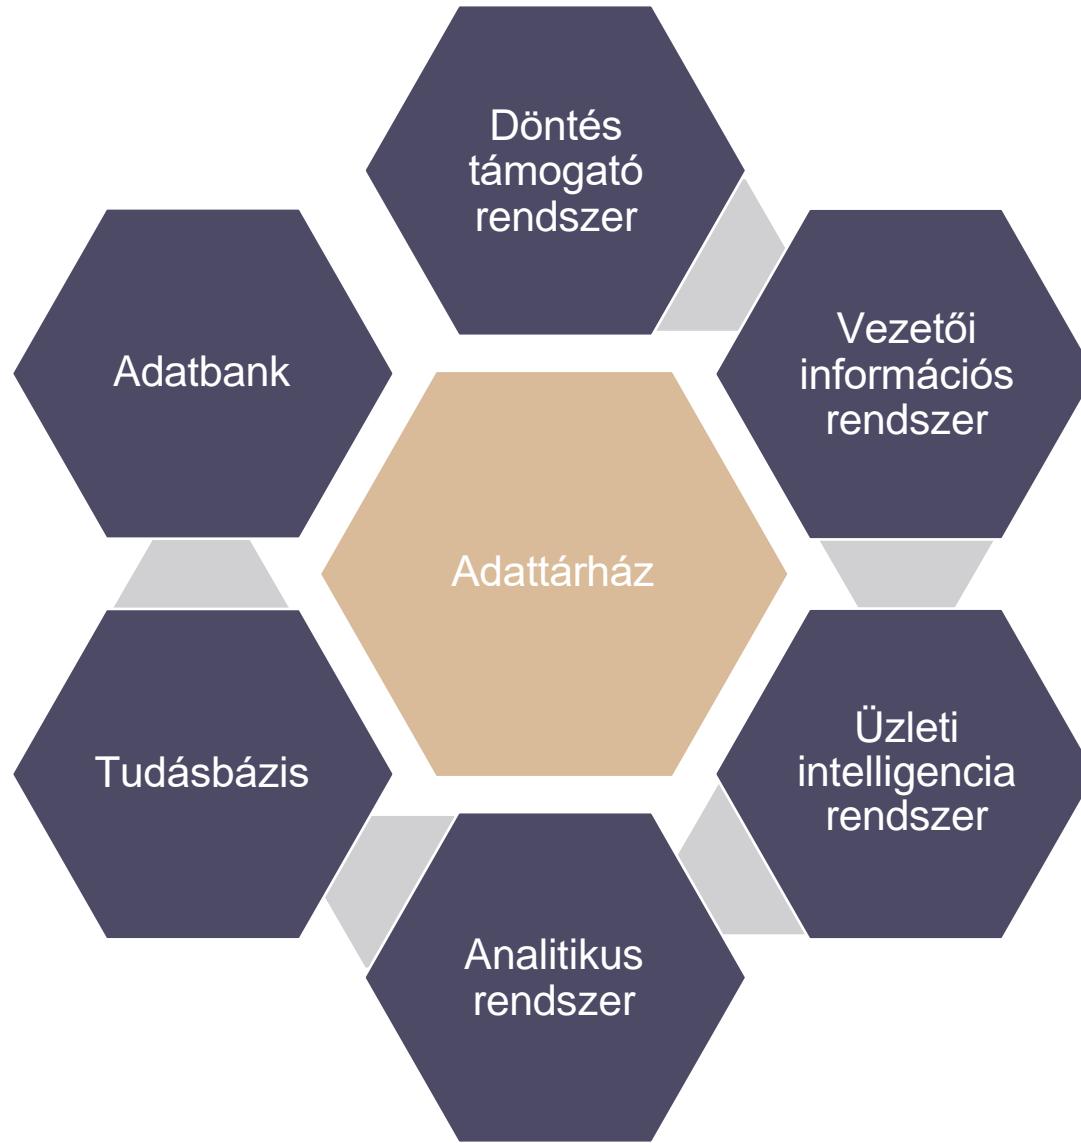 Döntés
támogató
rendszer
Vezetői
információs
rendszer
Üzleti
intelligencia
rendszer
Analitikus
rendszer
Tudásbázis
Adatbank
Adattárház